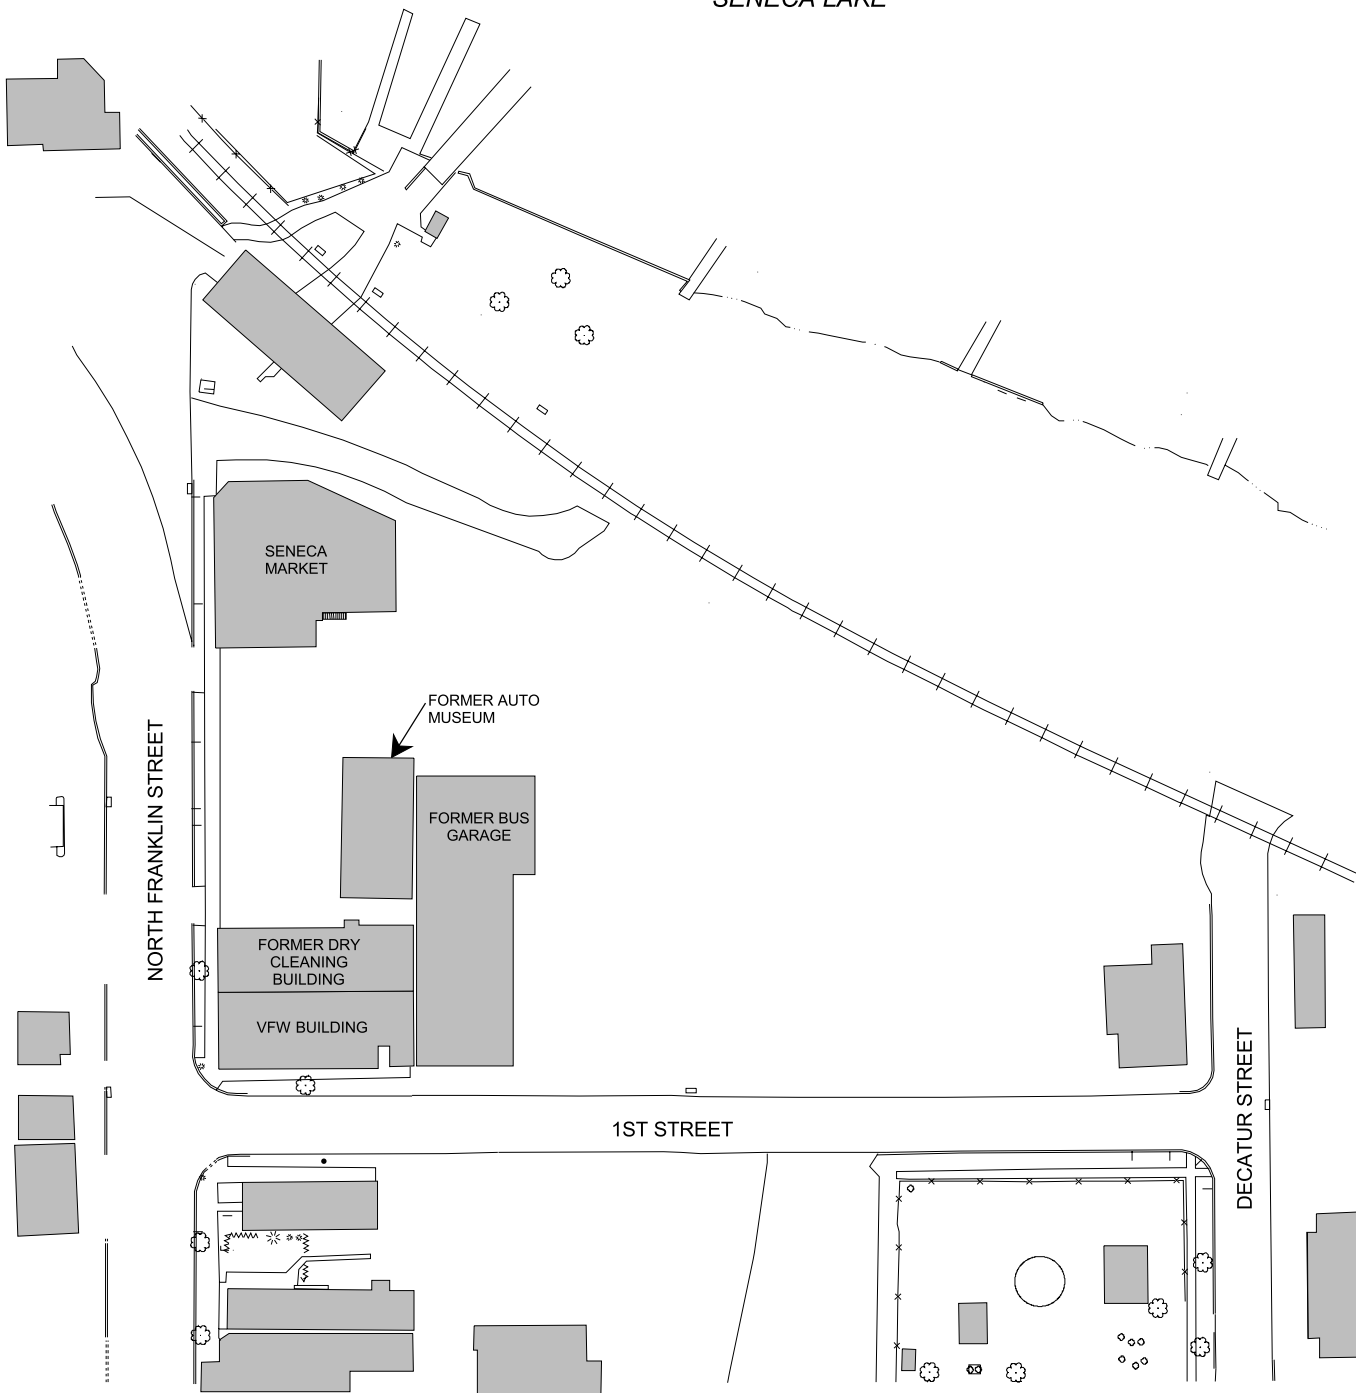 SENECA LAKE
SENECA
MARKET
FORMER AUTO
MUSEUM
NORTH FRANKLIN STREET
FORMER BUS
GARAGE
FORMER DRY
CLEANING
BUILDING
VFW BUILDING
1ST STREET
DECATUR STREET